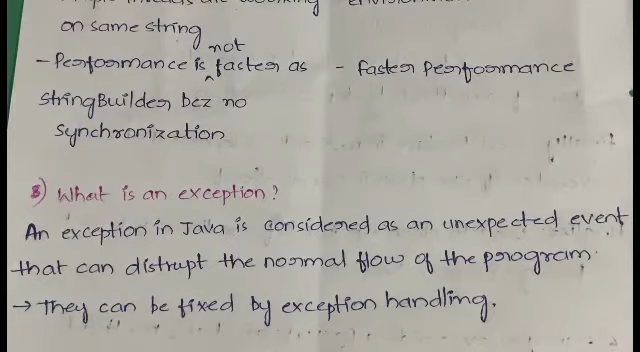 on same string
- Performance is not faster as - faster Performance
StringBuilder bcz no
synchronization
8) What is an exception?
An exception in Java is considered as an unexpected event
that can distrupt the normal flow of the program.
→ They can be fixed by exception handling.